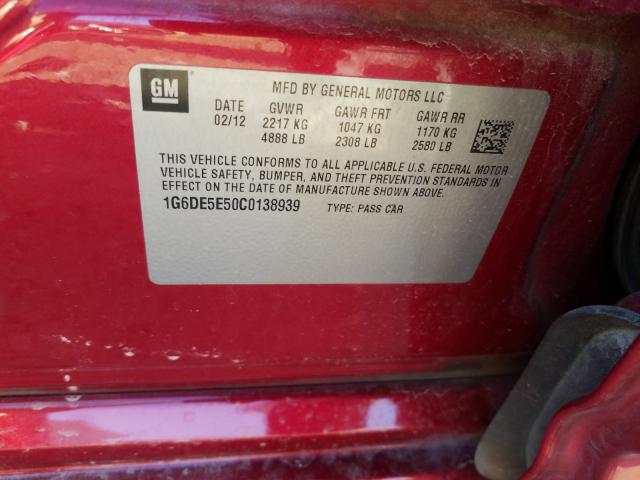 GM
MFD BY GENERAL MOTORS LLC
DATE GVWR GAWR FRT GAWR RR
02/12 2217 KG 1047 KG 1170 KG
4888 LB 2308 LB 2580 LB
THIS VEHICLE CONFORMS TO ALL APPLICABLE U.S. FEDERAL MOTOR
VEHICLE SAFETY, BUMPER, AND THEFT PREVENTION STANDARDS IN
EFFECT ON THE DATE OF MANUFACTURE SHOWN ABOVE.
1G6DE5E50C0138939 TYPE: PASS CAR